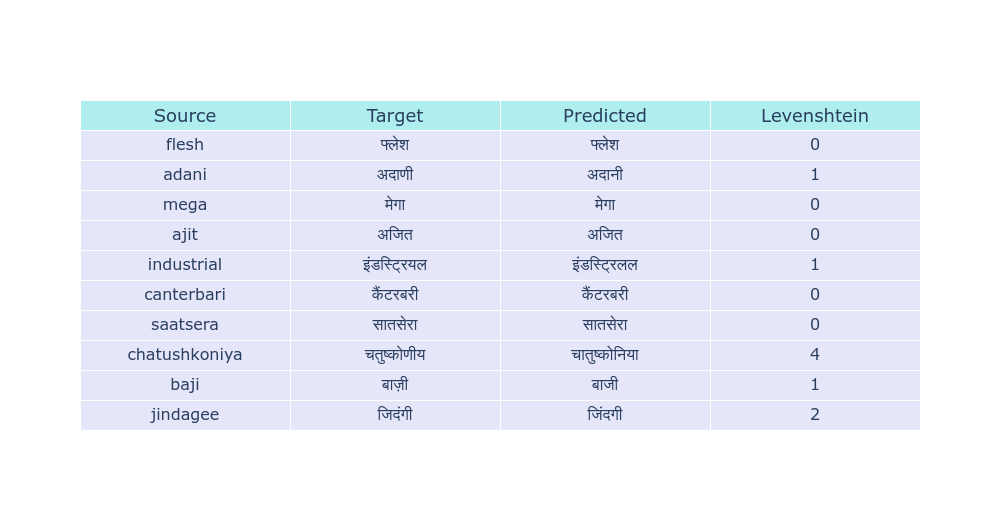 Source Target Predicted Levenshtein
flesh फ्लेश फ्लेश 0
adani अदाणी अदानी 1
mega मेगा मेगा 0
ajit अजित अजित 0
industrial इंडस्ट्रियल इंडस्ट्रिलल 1
canterbari कैंटरबरी कैंटरबरी 0
saatsera सातसेरा सातसेरा 0
chatushkoniya चतुष्कोणीय चातुष्कोनिया 4
baji बाज़ी बाजी 1
jindagee जिदंगी जिंदगी 2